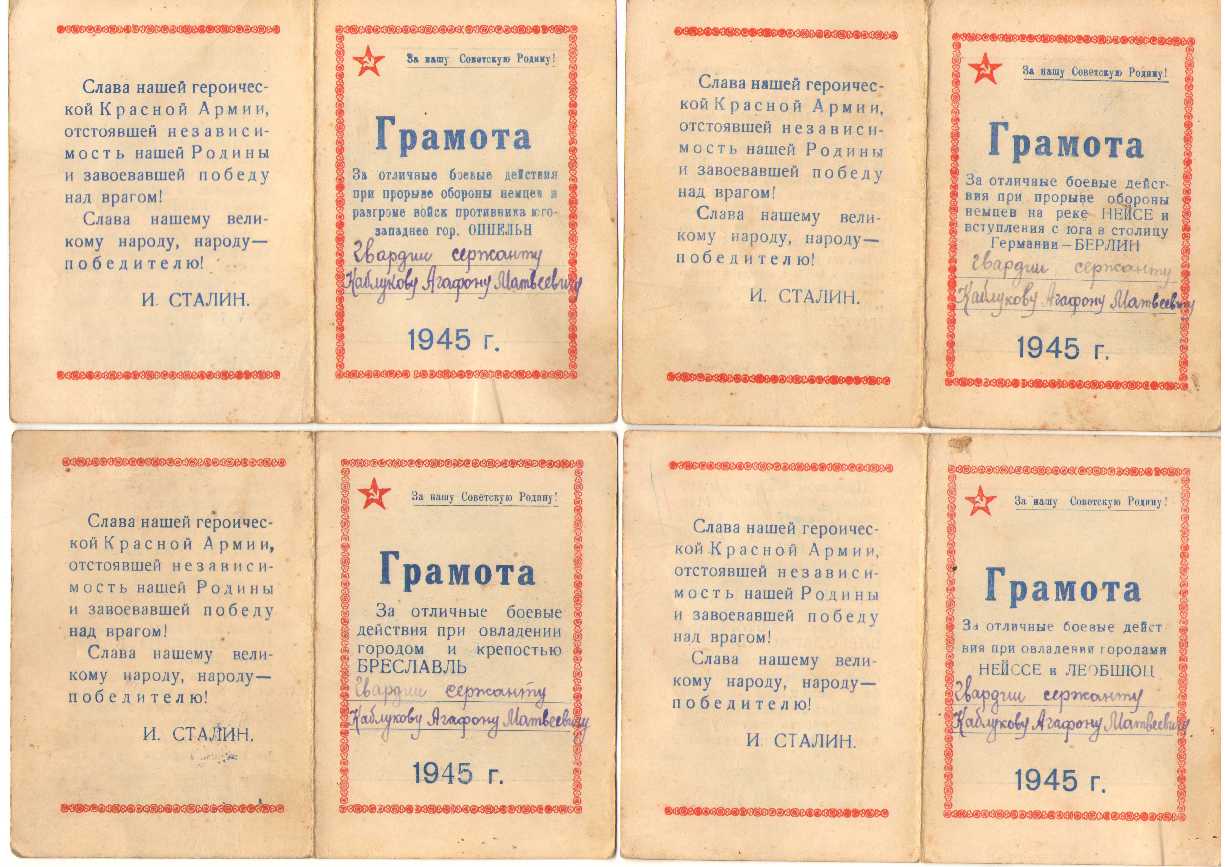 Слава нашей героичес-
кой Красной Армии,
отстоявшей независи-
мость нашей Родины
и завоевавшей победу
над врагом!
Слава нашему вели-
кому народу, народу—
победителю!
И. СТАЛИН.
За нашу Советскую Родину!
Грамота
За отличные боевые действия
при прорыве обороны немцев и
разгроме войск противника юго-
западнее гор. ОППЕЛЬН
Гвардии сержанту
Каблукову Агафону Матвеевичу
1945 г.
Слава нашей героичес-
кой Красной Армии,
отстоявшей независи-
мость нашей Родины
и завоевавшей победу
над врагом!
Слава нашему вели-
кому народу, народу—
победителю!
И. СТАЛИН.
За нашу Советскую Родину!
Грамота
За отличные боевые дейст-
вия при прорыве обороны
немцев на реке НЕЙСЕ и
вступления с юга в столицу
Германии—БЕРЛИН
Гвардии сержанту
Каблукову Агафону Матвеевичу
1945 г.
Слава нашей героичес-
кой Красной Армии,
отстоявшей независи-
мость нашей Родины
и завоевавшей победу
над врагом!
Слава нашему вели-
кому народу, народу—
победителю!
И. СТАЛИН.
За нашу Советскую Родину!
Грамота
За отличные боевые
действия при овладении
городом и крепостью
БРЕСЛАВЛЬ
Гвардии сержанту
Каблукову Агафону Матвеевичу
1945 г.
Слава нашей героичес-
кой Красной Армии,
отстоявшей независи-
мость нашей Родины
и завоевавшей победу
над врагом!
Слава нашему вели-
кому народу, народу—
победителю!
И. СТАЛИН.
За нашу Советскую Родину!
Грамота
За отличные боевые дейст
вия при овладении городами
НЕЙССЕ и ЛЕОБШЮЦ
Гвардии сержанту
Каблукову Агафону Матвеевичу
1945 г.